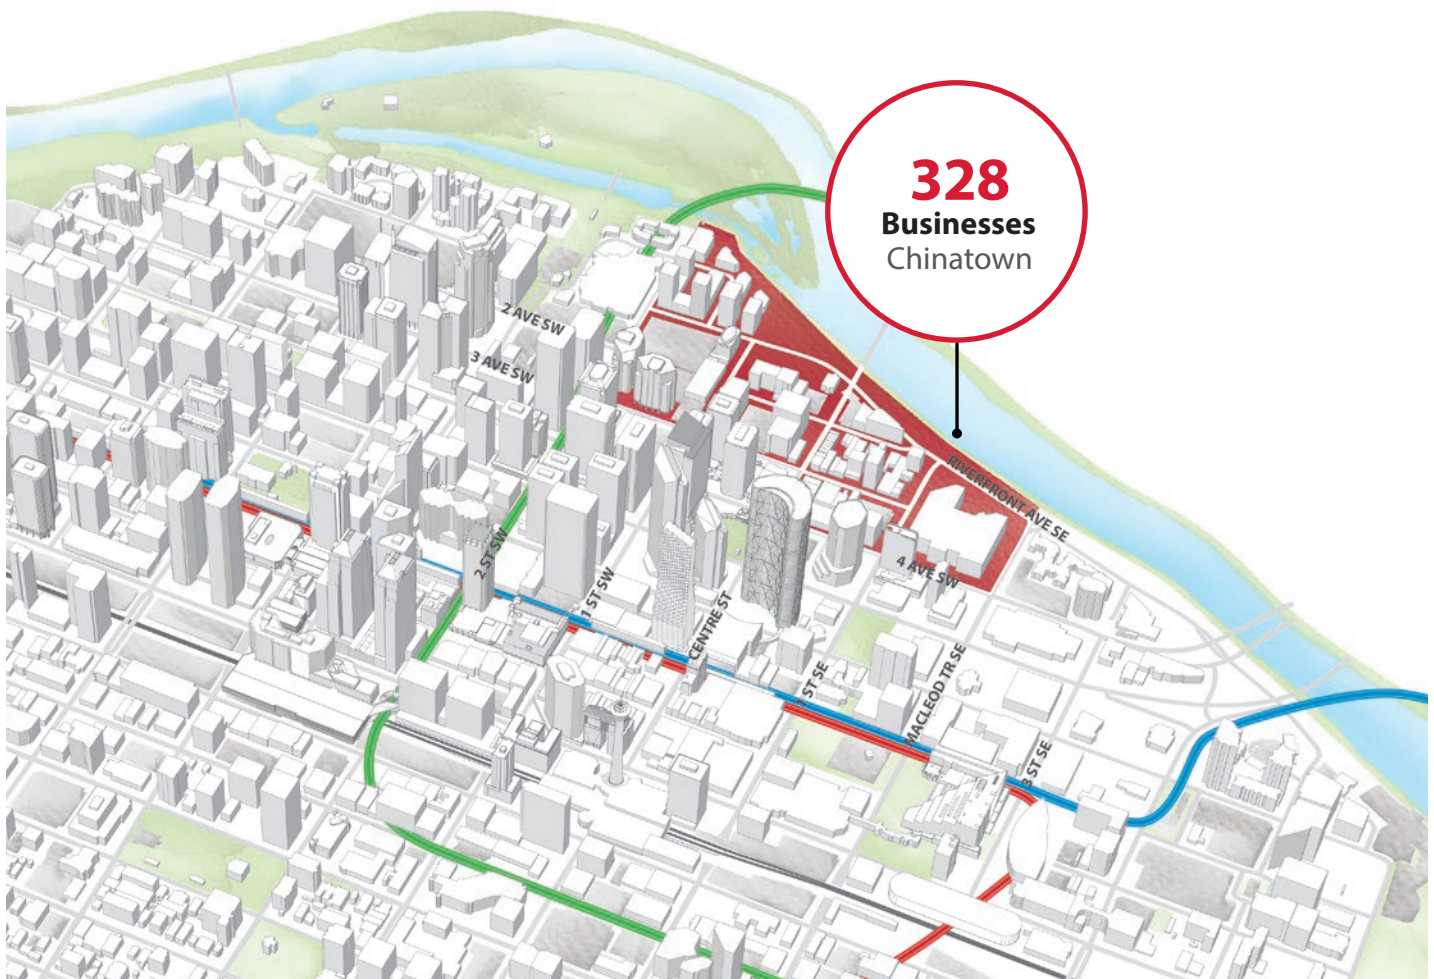 328
Businesses
Chinatown
2 AVE SW
3 AVE SW
RIVERFRONT AVE SE
4 AVE SW
2 ST SW
1 ST SW
CENTRE ST
1 ST SE
MACLEOD TR SE
3 ST SE